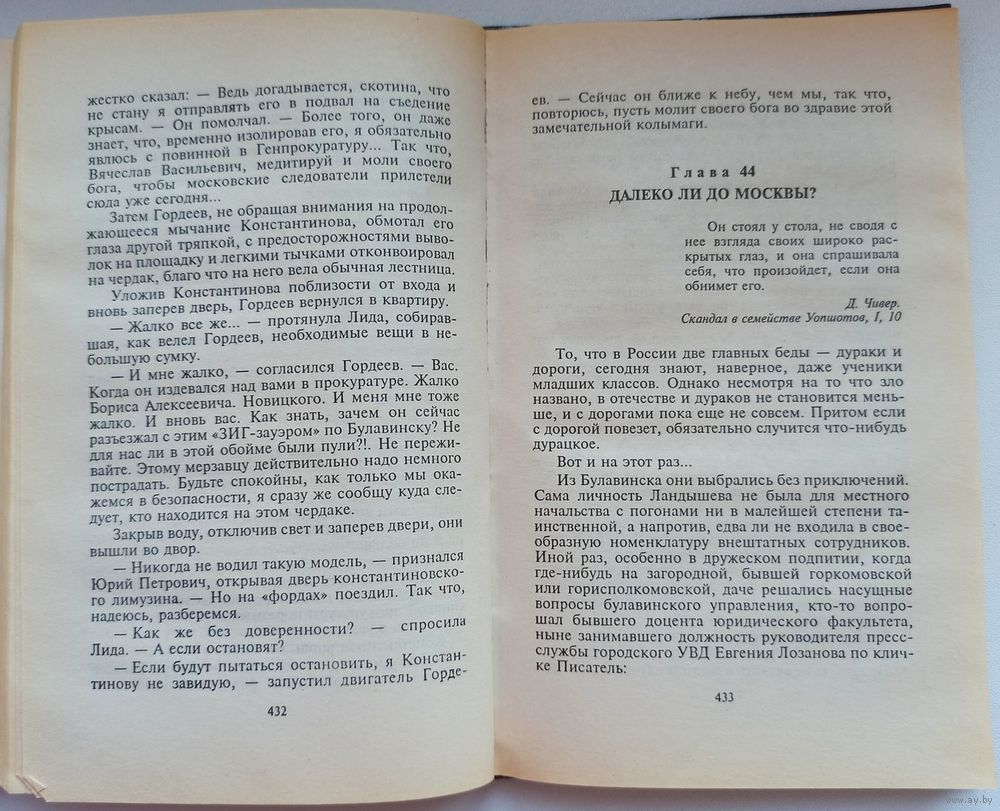 жестко сказал: — Ведь догадывается, скотина, что
не стану я отправлять его в подвал на съедение
крысам. — Он помолчал. — Более того, он даже
знает, что, временно изолировав его, я обязательно
явлюсь с повинной в Генпрокуратуру... Так что,
Вячеслав Васильевич, медитируй и моли своего
бога, чтобы московские следователи прилетели
сюда уже сегодня...
Затем Гордеев, не обращая внимания на продол-
жающееся мычание Константинова, обмотал его
глаза другой тряпкой, с предосторожностями выво-
лок на площадку и легкими тычками отконвоировал
на чердак, благо что на него вела обычная лестница.
Уложив Константинова поблизости от входа и
вновь заперев дверь, Гордеев вернулся в квартиру.
— Жалко все же... — протянула Лида, собирав-
шая, как велел Гордеев, необходимые вещи в не-
большую сумку.
— И мне жалко, — согласился Гордеев. — Вас.
Когда он издевался над вами в прокуратуре. Жалко
Бориса Алексеевича. Новицкого. И меня мне тоже
жалко. И вновь вас. Как знать, зачем он сейчас
разъезжал с этим «ЗИГ-зауэром» по Булавинску? Не
для нас ли в этой обойме были пули?!. Не пережи-
вайте. Этому мерзавцу действительно надо немного
пострадать. Будьте спокойны, как только мы ока-
жемся в безопасности, я сразу же сообщу куда сле-
дует, кто находится на этом чердаке.
Закрыв воду, отключив свет и заперев двери, они
вышли во двор.
— Никогда не водил такую модель, — признался
Юрий Петрович, открывая дверь константиновско-
го лимузина. — Но на «фордах» поездил. Так что,
надеюсь, разберемся.
— Как же без доверенности? — спросила
Лида. — А если остановят?
— Если будут пытаться остановить, я Констан-
тинову не завидую, — запустил двигатель Горде-
432
ев. — Сейчас он ближе к небу, чем мы, так что,
повторюсь, пусть молит своего бога во здравие этой
замечательной колымаги.
Глава 44
ДАЛЕКО ЛИ ДО МОСКВЫ?
Он стоял у стола, не сводя с
нее взгляда своих широко рас-
крытых глаз, и она спрашивала
себя, что произойдет, если она
обнимет его.
Д. Чивер.
Скандал в семействе Уопшотов, I, 10
То, что в России две главных беды — дураки и
дороги, сегодня знают, наверное, даже ученики
младших классов. Однако несмотря на то что зло
названо, в отечестве и дураков не становится мень-
ше, и с дорогами пока еще не совсем. Притом если
с дорогой повезет, обязательно случится что-нибудь
дурацкое.
Вот и на этот раз...
Из Булавинска они выбрались без приключений.
Сама личность Ландышева не была для местного
начальства с погонами ни в малейшей степени та-
инственной, а напротив, едва ли не входила в свое-
образную номенклатуру внештатных сотрудников.
Иной раз, особенно в дружеском подпитии, когда
где-нибудь на загородной, бывшей горкомовской
или горисполкомовской, даче решались насущные
вопросы булавинского управления, кто-то вопро-
шал бывшего доцента юридического факультета,
ныне занимавшего должность руководителя пресс-
службы городского УВД Евгения Лозанова по клич-
ке Писатель:
433
www.ay.by